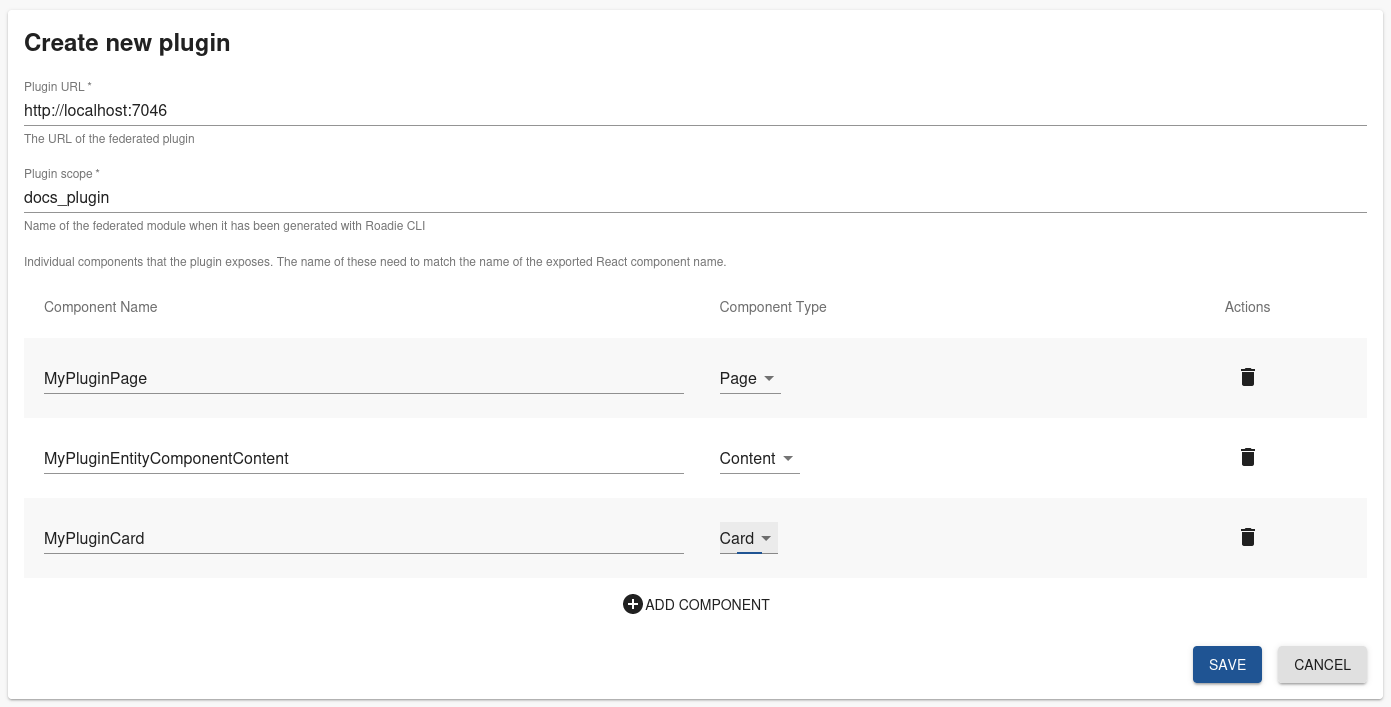 Create new plugin
Plugin URL *
http://localhost:7046
The URL of the federated plugin
Plugin scope *
docs_plugin
Name of the federated module when it has been generated with Roadie CLI
Individual components that the plugin exposes. The name of these need to match the name of the exported React component name.
Component Name Component Type Actions
MyPluginPage Page
MyPluginEntityComponentContent Content
MyPluginCard Card
ADD COMPONENT
SAVE CANCEL